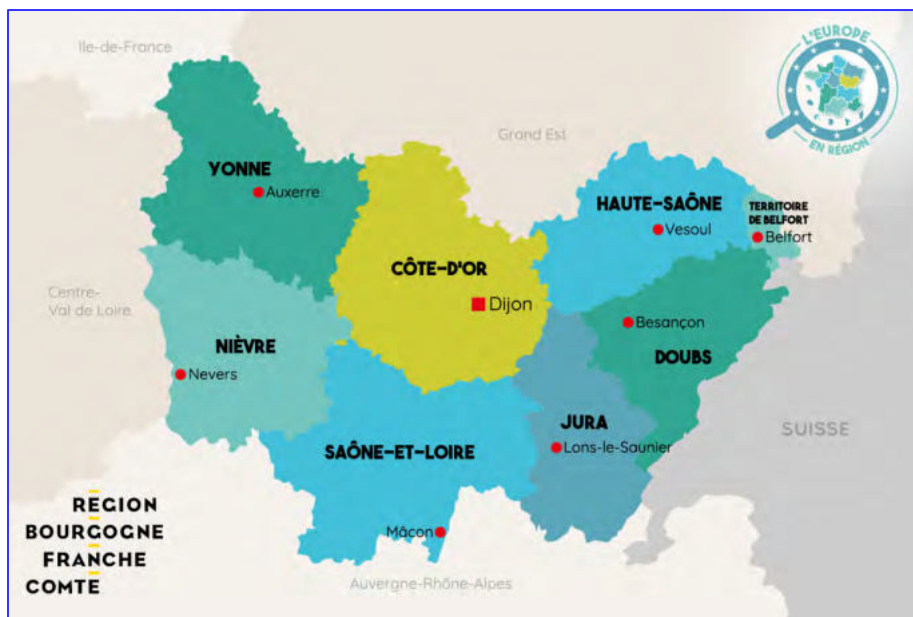 Ile-de-France
L'EUROPE
EN RÉGION
Grand Est
YONNE
Auxerre
HAUTE-SAÔNE
Vesoul
TERRITOIRE
DE BELFORT
Belfort
CÔTE-D'OR
Dijon
Centre-
Val de Loire
Besançon
NIÈVRE
DOUBS
Nevers
JURA
SUISSE
SAÔNE-ET-LOIRE
Lons-le-Saunier
RÉGION
BOURGOGNE
FRANCHE
COMTÉ
Mâcon
Auvergne-Rhône-Alpes